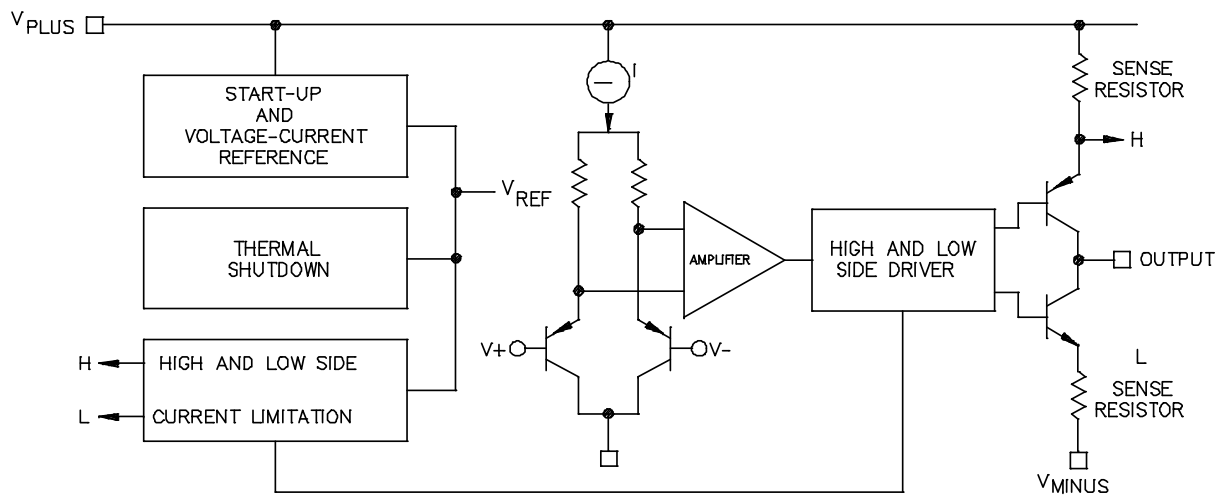 VPLUS
START-UP
AND
VOLTAGE-CURRENT
REFERENCE
THERMAL
SHUTDOWN
H
HIGH AND LOW SIDE
L
CURRENT LIMITATION
VREF
I
V+
V-
AMPLIFIER
HIGH AND LOW
SIDE DRIVER
SENSE
RESISTOR
H
OUTPUT
L
SENSE
RESISTOR
VMINUS